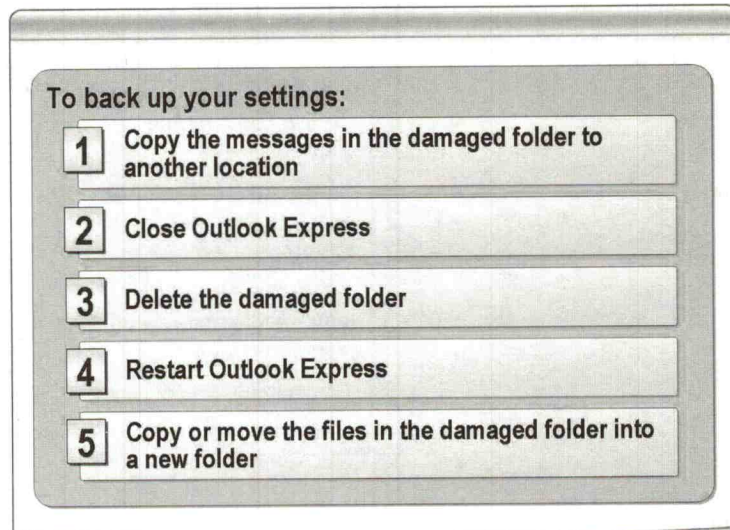 To back up your settings:
1 Copy the messages in the damaged folder to
another location
2 Close Outlook Express
3 Delete the damaged folder
4 Restart Outlook Express
5 Copy or move the files in the damaged folder into
a new folder